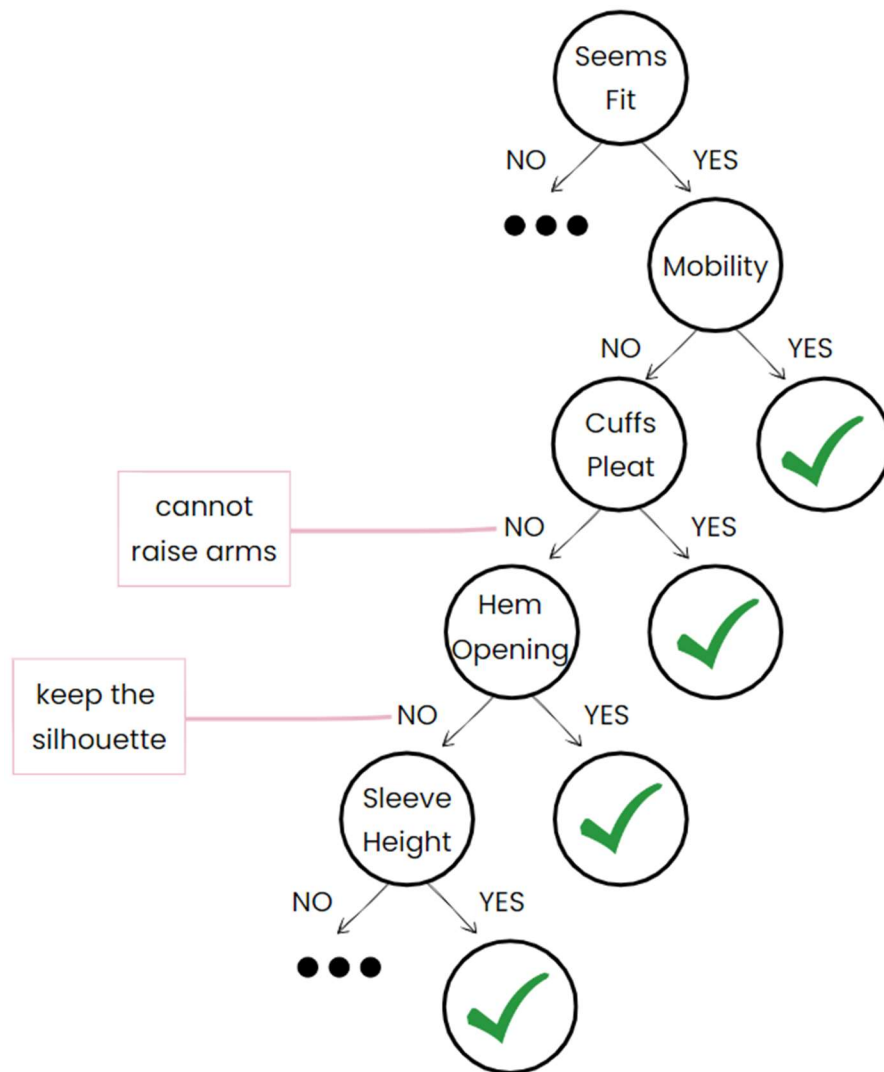 Seems
Fit
NO
YES
Mobility
NO
YES
Cuffs
Pleat
cannot
raise arms
NO
YES
Hem
Opening
keep the
silhouette
NO
YES
Sleeve
Height
NO
YES